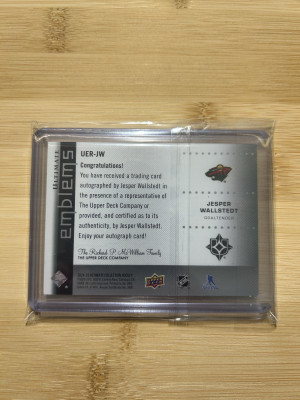 ULTIMATE
emblems
UER-JW
Congratulations!
You have received a trading card
autographed by Jesper Wallstedt in
the presence of a representative of
The Upper Deck Company or
provided, and certified as to its
authenticity, by Jesper Wallstedt.
Enjoy your autograph card!
The Richard P. McWilliam Family
THE UPPER DECK COMPANY
JESPER
WALLSTEDT
GOALTENDER